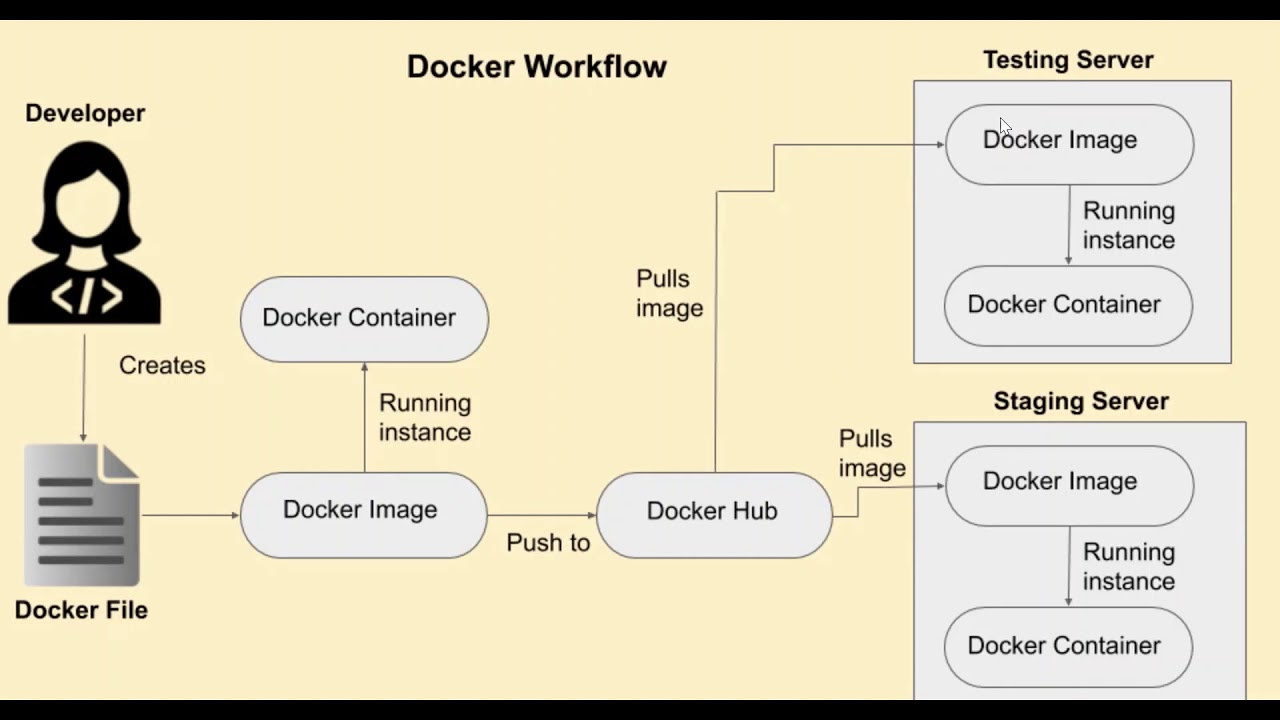 Docker Workflow
Developer
</>
Creates
Docker File
Docker Container
Running
instance
Docker Image
Push to
Docker Hub
Pulls
image
Testing Server
Docker Image
Running
instance
Docker Container
Pulls
image
Staging Server
Docker Image
Running
instance
Docker Container